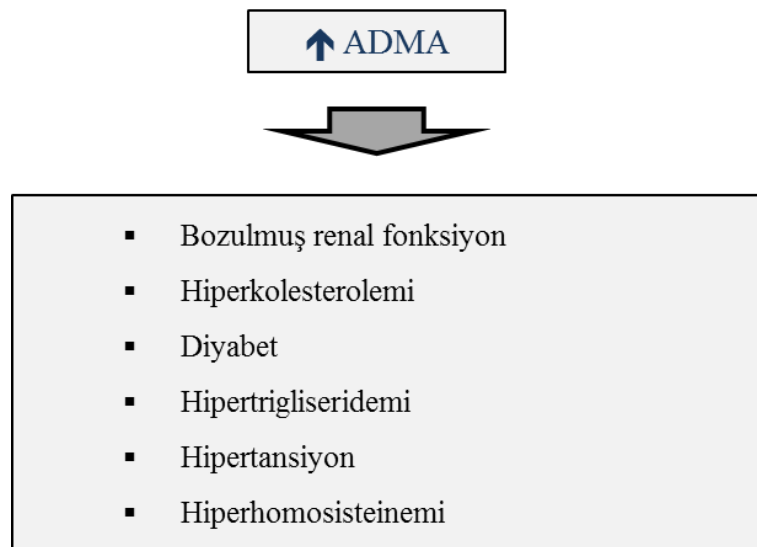 ↑ ADMA
▪ Bozulmuş renal fonksiyon
▪ Hiperkolesterolemi
▪ Diyabet
▪ Hipertrigliseridemi
▪ Hipertansiyon
▪ Hiperhomosisteinemi